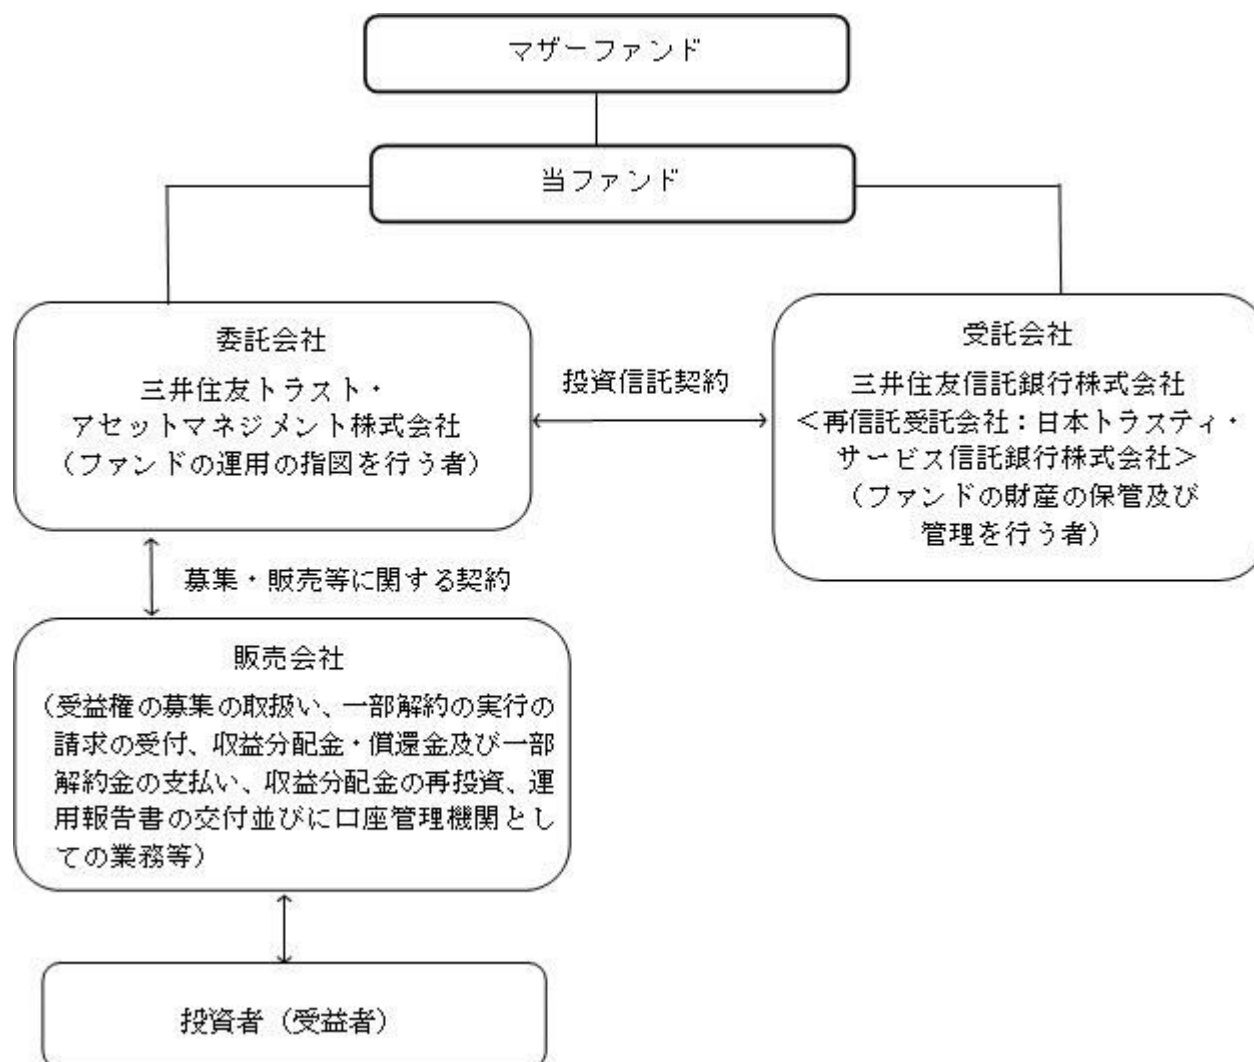 マザーファンド
当ファンド
委託会社
三井住友トラスト・
アセットマネジメント株式会社
（ファンドの運用の指図を行う者）
投資信託契約
受託会社
三井住友信託銀行株式会社
＜再信託受託会社：日本トラスティ・
サービス信託銀行株式会社＞
（ファンドの財産の保管及び
管理を行う者）
募集・販売等に関する契約
販売会社
（受益権の募集の取扱い、一部解約の実行の
請求の受付、収益分配金・償還金及び一部
解約金の支払い、収益分配金の再投資、運
用報告書の交付並びに口座管理機関とし
ての業務等）
投資者（受益者）